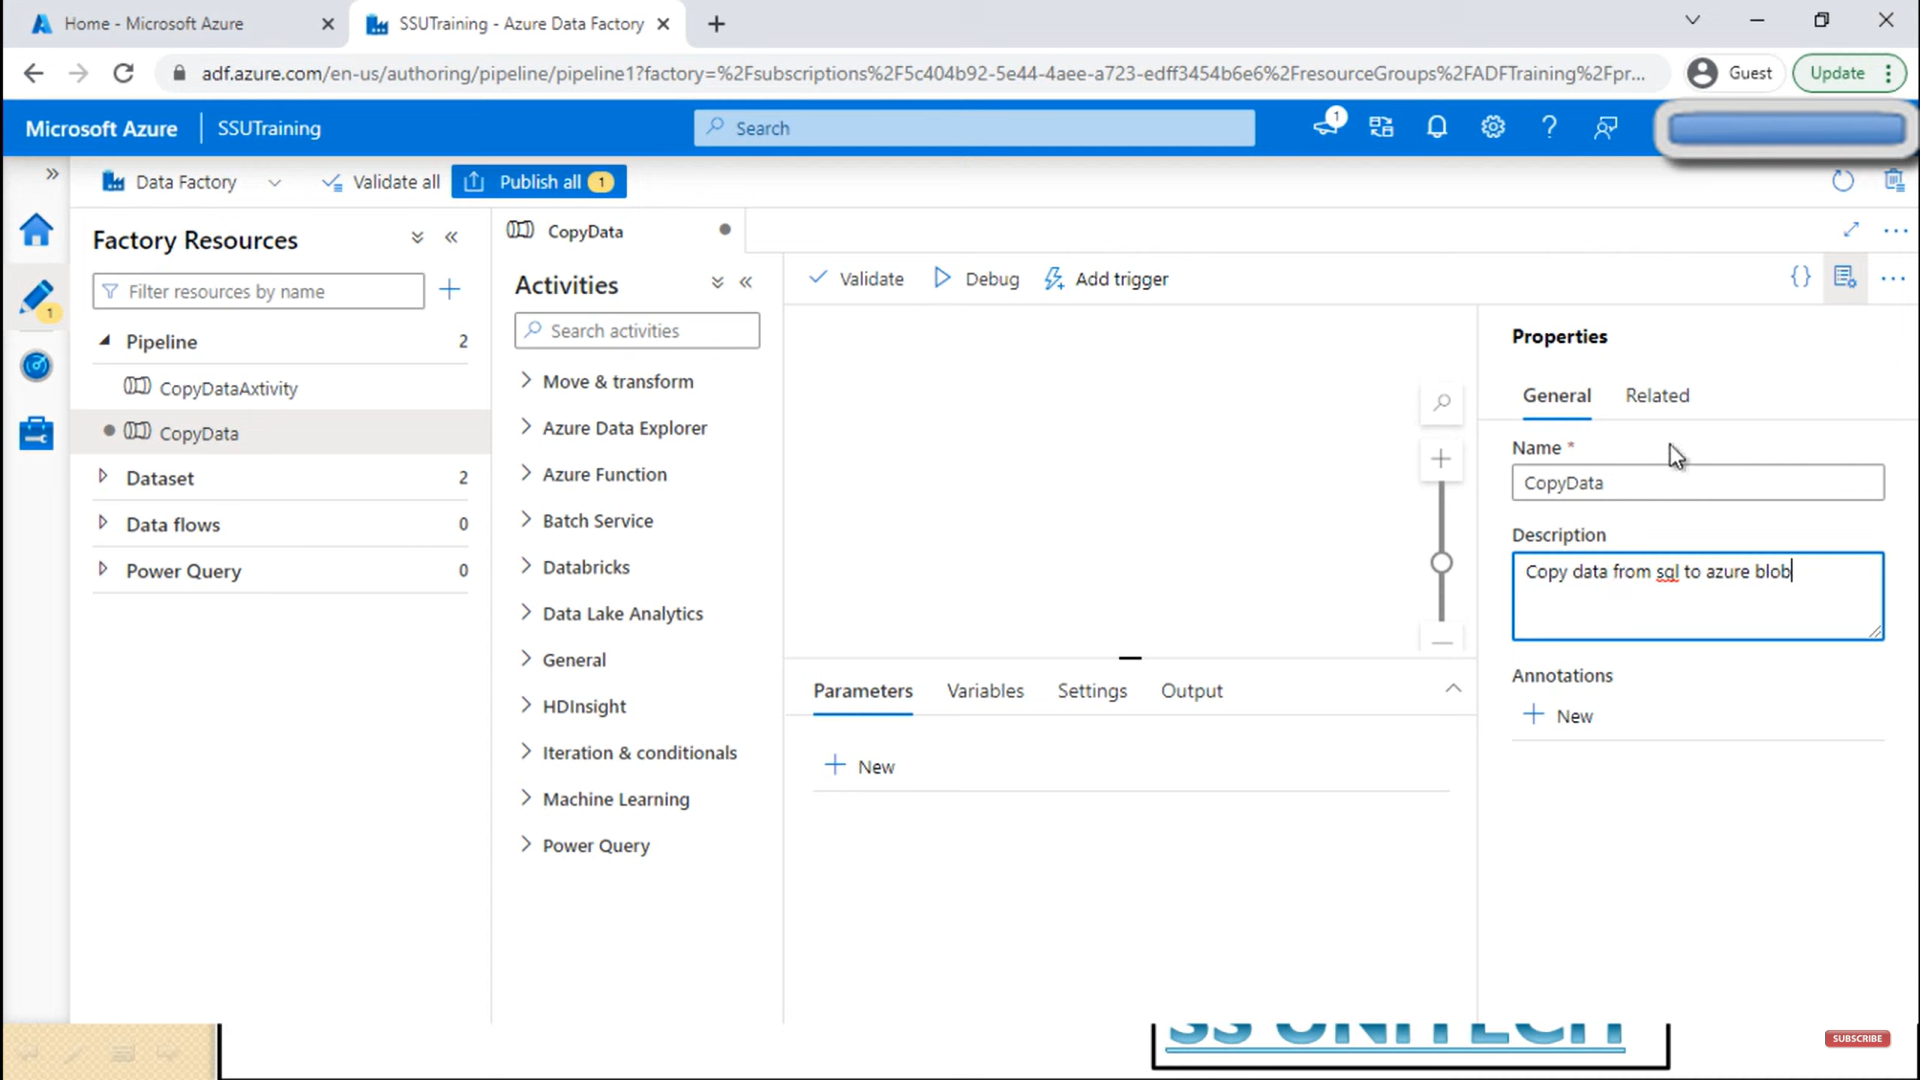 Home - Microsoft Azure
SSUTraining - Azure Data Factory
adf.azure.com/en-us/authoring/pipeline/pipeline1?factory=%2Fsubscriptions%2F5c404b92-5e44-4aee-a723-edff3454b6e6%2FresourceGroups%2FADFTraining%2Fpr...
Guest
Update
Microsoft Azure
SSUTraining
Search
1
Data Factory
Validate all
Publish all
1
Factory Resources
CopyData
Filter resources by name
Activities
Validate
Debug
Add trigger
{}
1
Search activities
Pipeline 2
CopyDataAxtivity
CopyData
Dataset 2
Data flows 0
Power Query 0
Move & transform
Azure Data Explorer
Azure Function
Batch Service
Databricks
Data Lake Analytics
General
HDInsight
Iteration & conditionals
Machine Learning
Power Query
Parameters
Variables
Settings
Output
New
Properties
General
Related
Name *
CopyData
Description
Copy data from sql to azure blob
Annotations
New
SS UNITECH
SUBSCRIBE